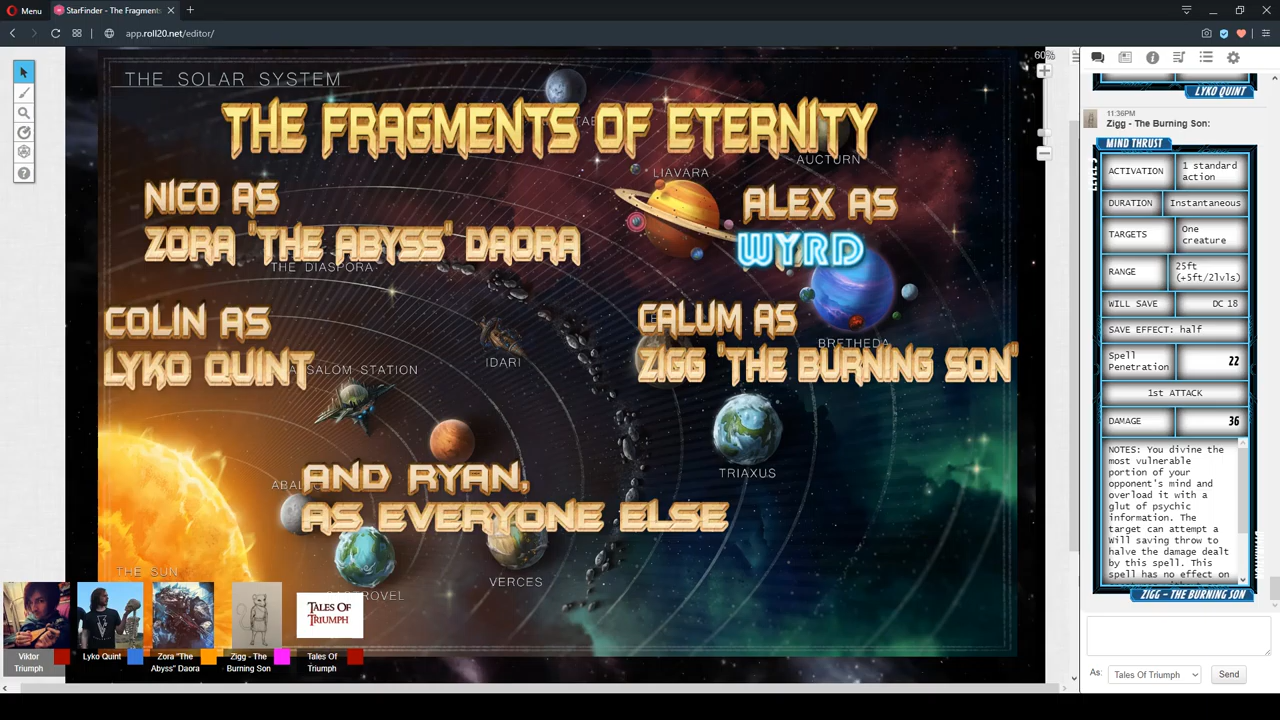 Menu
StarFinder - The Fragments
app.roll20.net/editor/
60%
THE SOLAR SYSTEM
THE FRAGMENTS OF ETERNITY
AUCTURN
LIAVARA
NICO AS
ZORA "THE ABYSS" DAORA
THE DIASPORA
ALEX AS
WYRD
COLIN AS
LYKO QUINT
ABSALOM STATION
IDARI
CALUM AS
ZIGG "THE BURNING SON"
BRETHEDA
TRIAXUS
AND RYAN,
AS EVERYONE ELSE
VERCES
THE SUN
Viktor
Triumph
Lyko Quint
Zora "The
Abyss" Daora
Zigg - The
Burning Son
TALES OF
TRIUMPH
Tales Of
Triumph
LYKO QUINT
11:36PM
Zigg - The Burning Son:
MIND THRUST
ACTIVATION
1 standard
action
DURATION
Instantaneous
TARGETS
One
creature
RANGE
25ft
(+5ft/2lvls)
WILL SAVE
DC 18
SAVE EFFECT: half
Spell
Penetration
22
1st ATTACK
DAMAGE
36
NOTES: You divine the
most vulnerable
portion of your
opponent's mind and
overload it with a
glut of psychic
information. The
target can attempt a
Will saving throw to
halve the damage dealt
by this spell. This
spell has no effect on
ZIGG - THE BURNING SON
As:
Tales Of Triumph
Send